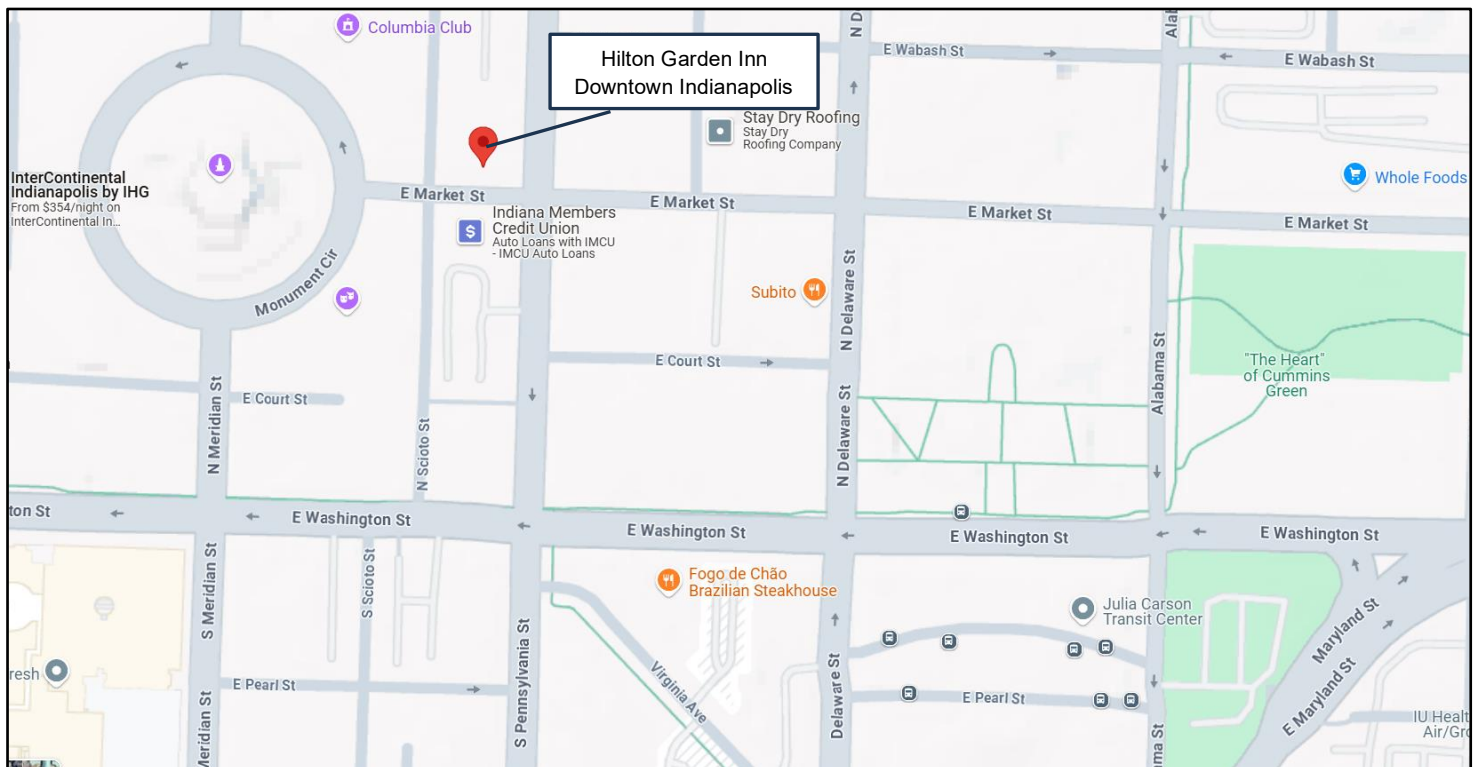 Columbia Club
Hilton Garden Inn
Downtown Indianapolis
N D
Ala
E Wabash St
E Wabash St
Stay Dry Roofing
Stay Dry
Roofing Company
InterContinental
Indianapolis by IHG
From $354/night on
InterContinental In...
Whole Foods
E Market St
E Market St
E Market St
E Market St
Indiana Members
Credit Union
Auto Loans with IMCU
- IMCU Auto Loans
$
Monument Cir
Subito
N Delaware St
E Court St
"The Heart"
of Cummins
Green
Alabama St
E Court St
N Meridian St
N Scioto St
N Delaware St
ton St
E Washington St
E Washington St
E Washington St
E Washington St
S Meridian St
S Scioto St
Fogo de Chão
Brazilian Steakhouse
Julia Carson
Transit Center
Maryland St
S Pennsylvania St
resh
E Pearl St
Virginia Ave
Delaware St
E Pearl St
E Maryland St
Meridian St
ma St
IU Healt
Air/Gro